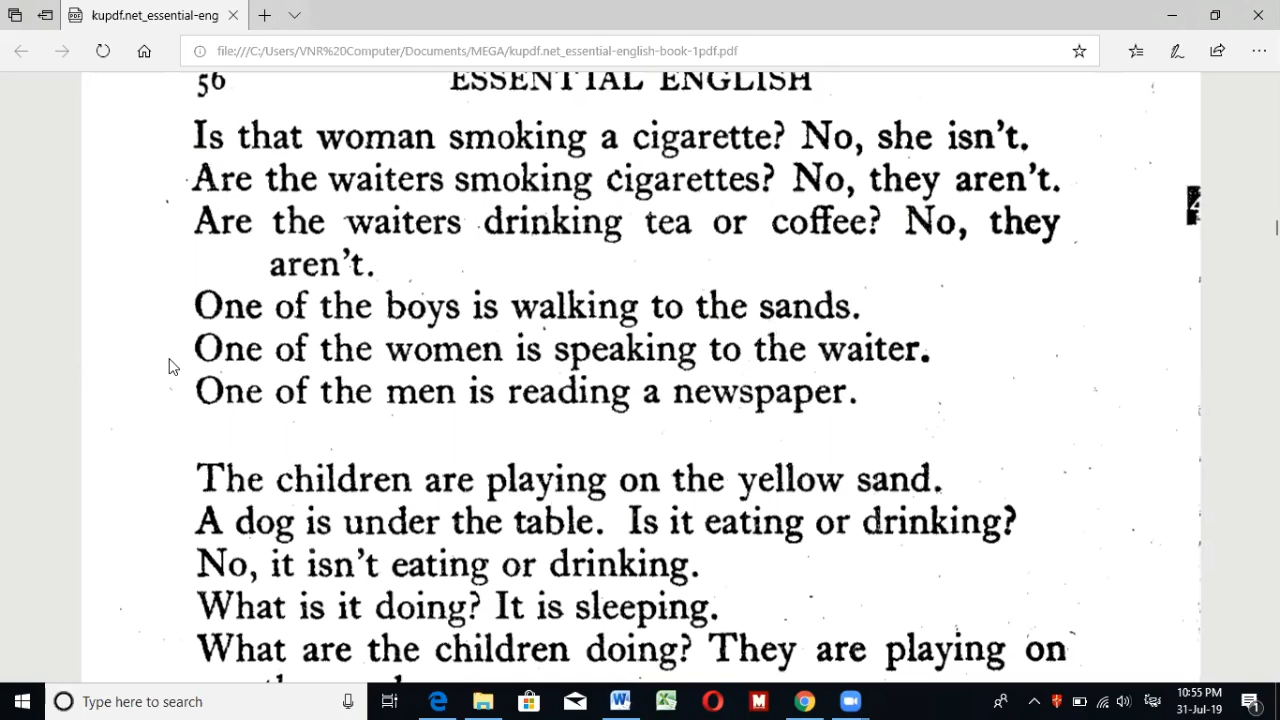 kupdf.net_essential-eng
file:///C:/Users/VNR%20Computer/Documents/MEGA/kupdf.net_essential-english-book-1pdf.pdf
56 ESSENTIAL ENGLISH
Is that woman smoking a cigarette? No, she isn't.
Are the waiters smoking cigarettes? No, they aren't.
Are the waiters drinking tea or coffee? No, they
aren't.
One of the boys is walking to the sands.
One of the women is speaking to the waiter.
One of the men is reading a newspaper.
The children are playing on the yellow sand.
A dog is under the table. Is it eating or drinking?
No, it isn't eating or drinking.
What is it doing? It is sleeping.
What are the children doing? They are playing on
Type here to search
10:55 PM
31-Jul-19